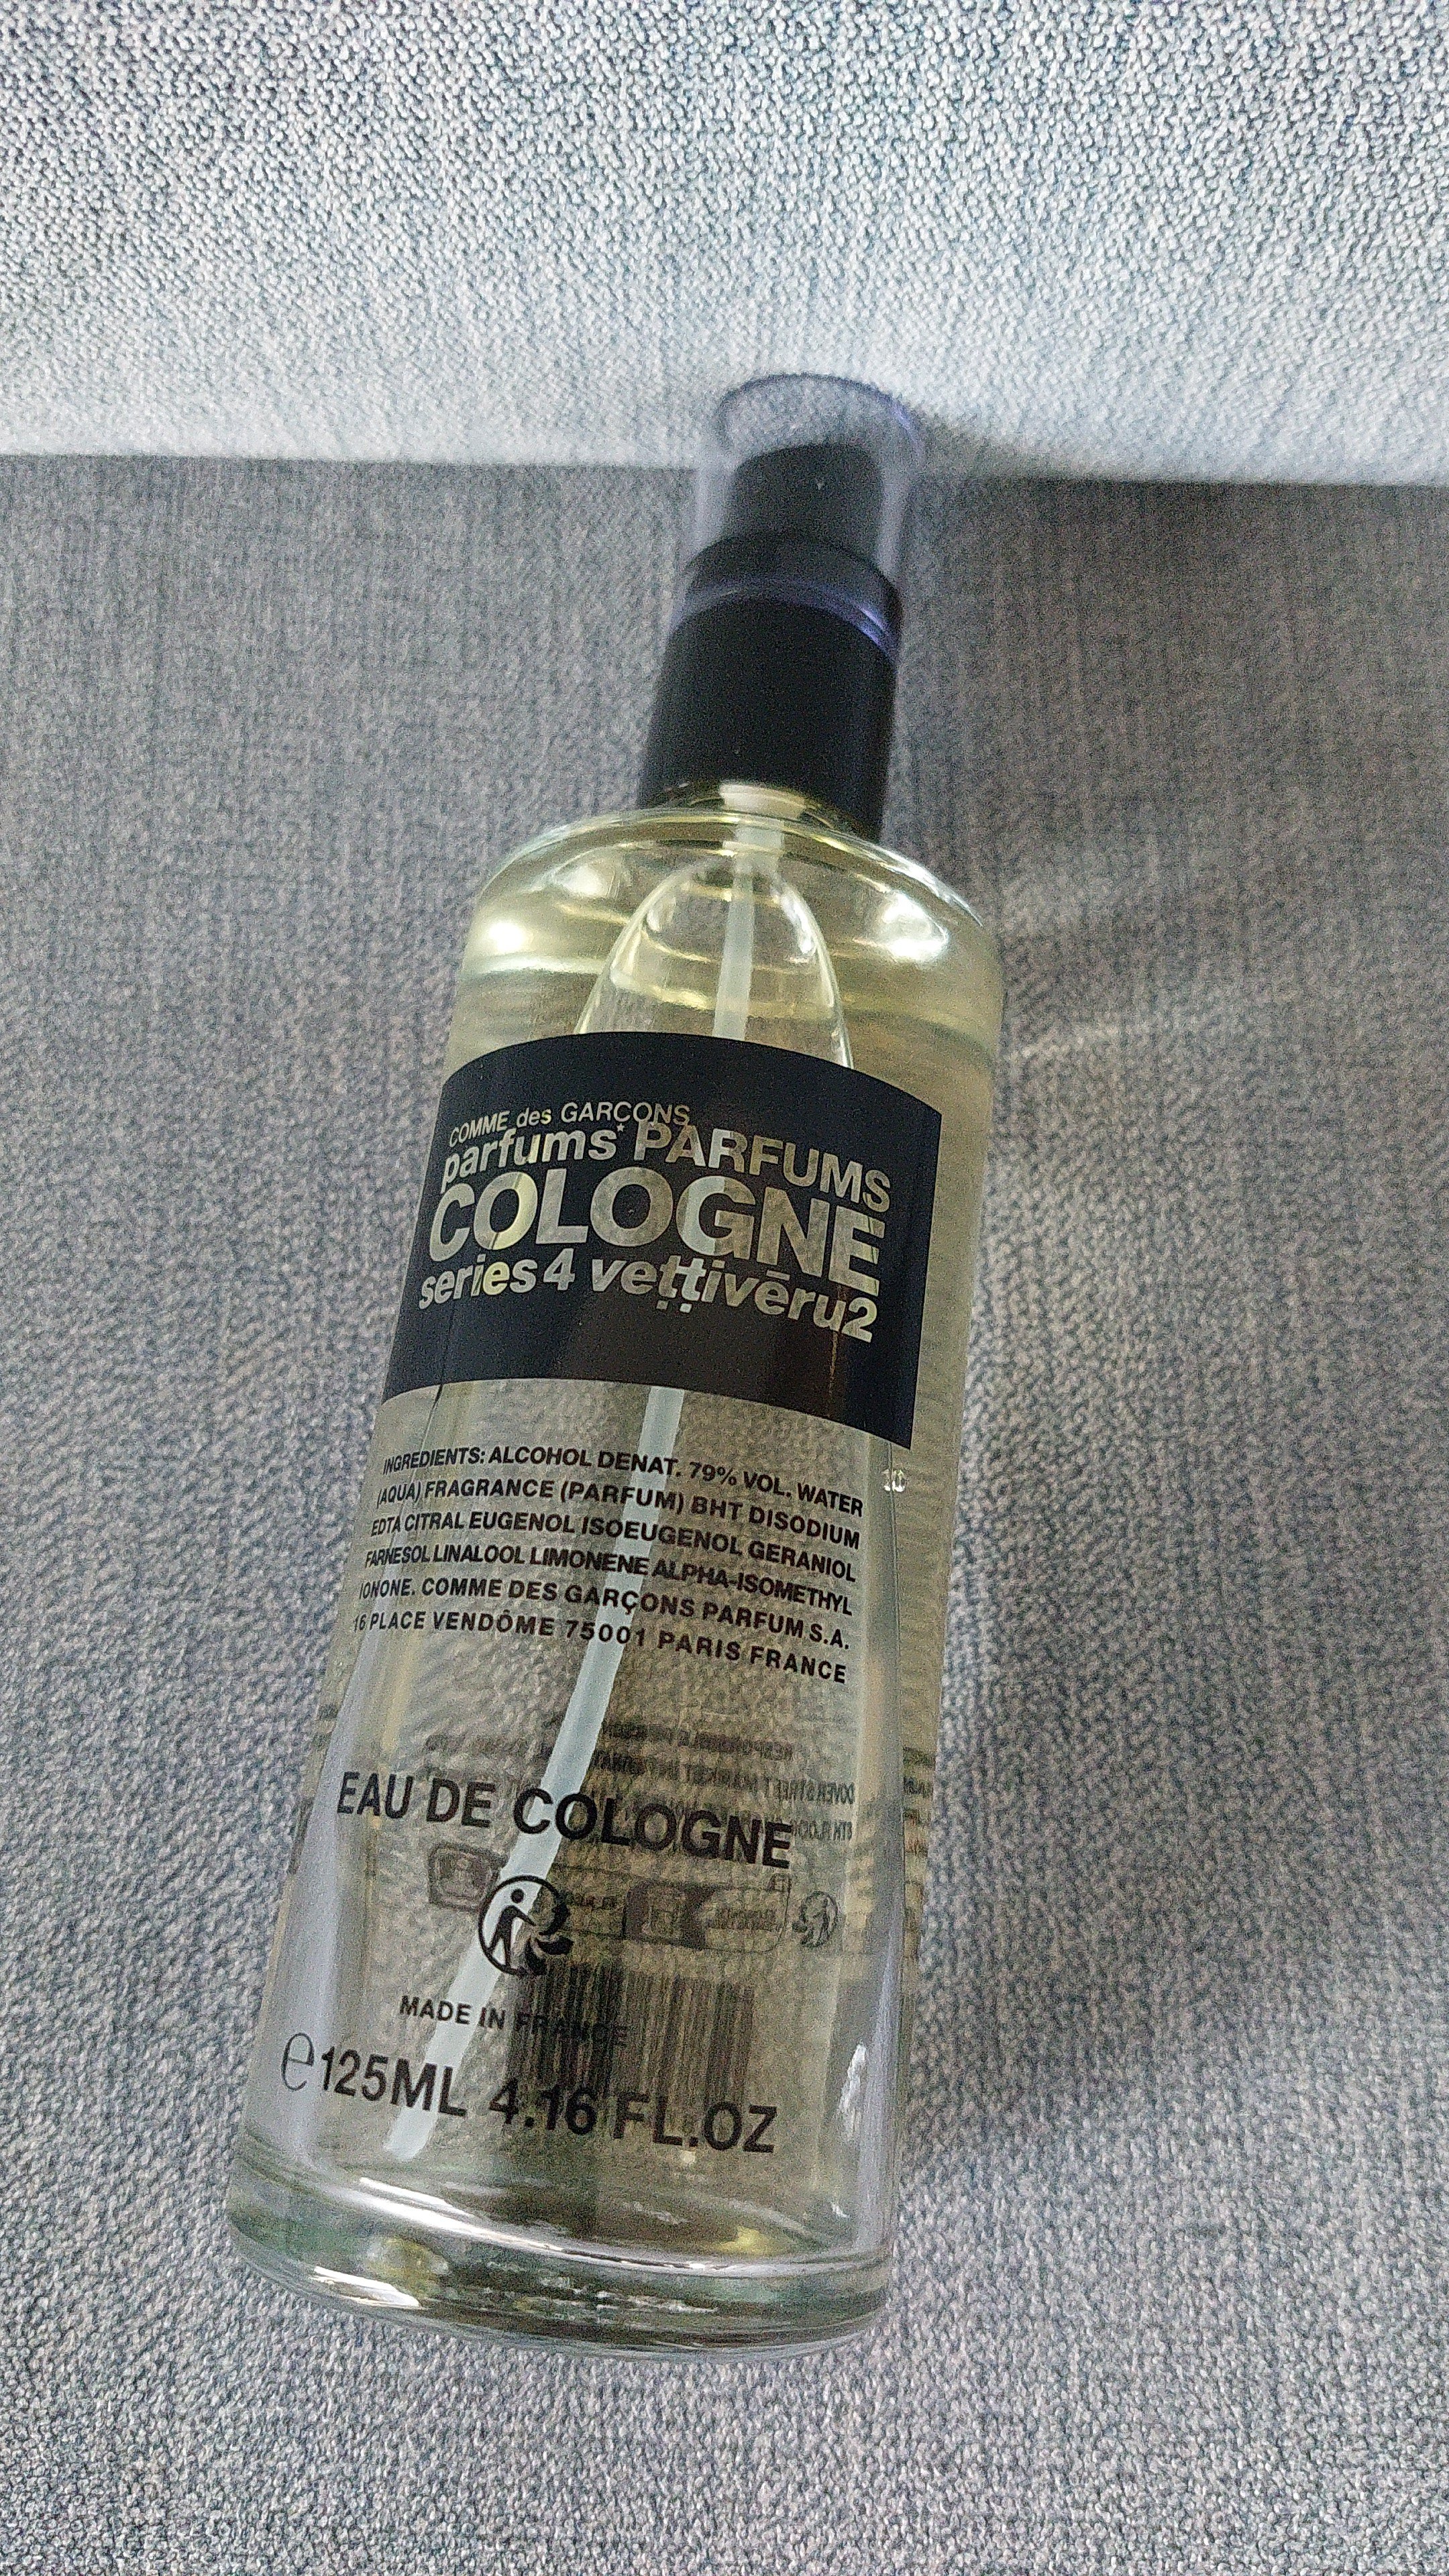 COMME des GARÇONS
parfums* PARFUMS
COLOGNE
series 4 veṭṭivēru2
INGREDIENTS: ALCOHOL DENAT. 79% VOL. WATER
(AQUA) FRAGRANCE (PARFUM) BHT DISODIUM
EDTA CITRAL EUGENOL ISOEUGENOL GERANIOL
FARNESOL LINALOOL LIMONENE ALPHA-ISOMETHYL
IONONE. COMME DES GARÇONS PARFUM S.A.
16 PLACE VENDÔME 75001 PARIS FRANCE
EAU DE COLOGNE
MADE IN FRANCE
℮125ML 4.16 FL.OZ